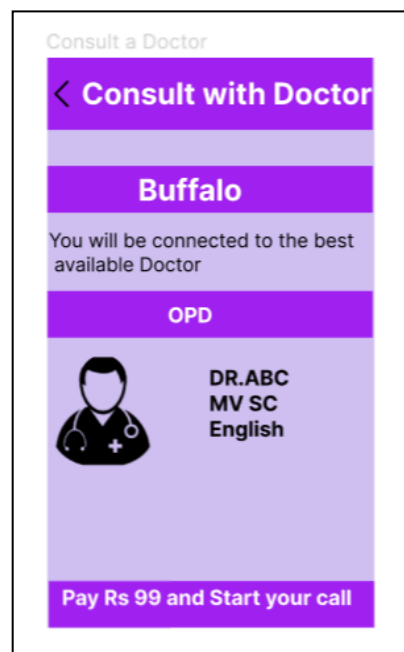 Consult a Doctor
Consult with Doctor
Buffalo
You will be connected to the best
available Doctor
OPD
DR.ABC
MV SC
English
Pay Rs 99 and Start your call